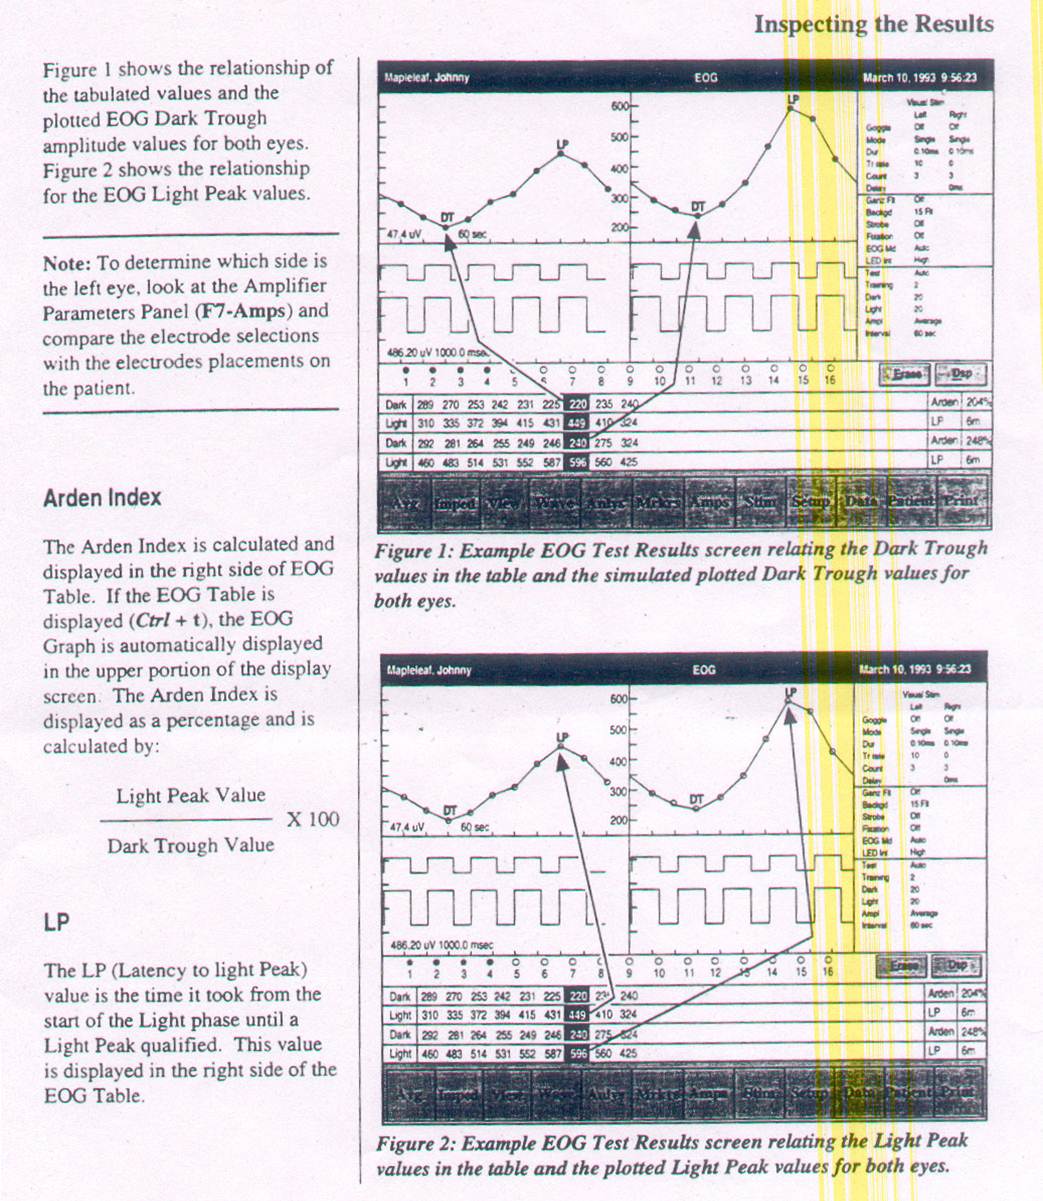 Inspecting the Results
Figure 1 shows the relationship of
the tabulated values and the
plotted EOG Dark Trough
amplitude values for both eyes.
Figure 2 shows the relationship
for the EOG Light Peak values.
Note: To determine which side is
the left eye, look at the Amplifier
Parameters Panel (F7-Amps) and
compare the electrode selections
with the electrodes placements on
the patient.
Arden Index
The Arden Index is calculated and
displayed in the right side of EOG
Table. If the EOG Table is
displayed (Ctrl + t), the EOG
Graph is automatically displayed
in the upper portion of the display
screen. The Arden Index is
displayed as a percentage and is
calculated by:
Light Peak Value
X 100
Dark Trough Value
LP
The LP (Latency to light Peak)
value is the time it took from the
start of the Light phase until a
Light Peak qualified. This value
is displayed in the right side of the
EOG Table.
Mapleleaf, Johnny EOG March 10, 1993 9:56:23
600
500
400
300
200
LP
DT
LP
DT
47.4 uV 60 sec
486.20 uV 1000.0 msec
Visual Stim
Left Right
Goggle Off Off
Mode Single Single
Dur 0.10ms 0.10ms
Tr rate 10 0
Count 3 3
Delay 0ms
Ganz Flt Off
Backgd 15 Flt
Strobe Off
Fixation Off
EOG Md Auto
LED int High
Test Auto
Training 2
Dark 20
Light 20
Ampl Average
Interval 60 sec
1 2 3 4 5 6 7 8 9 10 11 12 13 14 15 16
Erase Dsp
Dark 289 270 253 242 231 225 220 235 240 Arden 204%
Light 310 335 372 394 415 431 449 410 324 LP 6m
Dark 292 281 264 255 249 246 240 275 324 Arden 248%
Light 460 483 514 531 552 587 596 560 425 LP 6m
Avg Imped View Wave Anlyz Mrkrs Amps Stim Setup Data Patient Print
Figure 1: Example EOG Test Results screen relating the Dark Trough
values in the table and the simulated plotted Dark Trough values for
both eyes.
Mapleleaf, Johnny EOG March 10, 1993 9:56:23
600
500
400
300
200
LP
DT
LP
DT
47.4 uV 60 sec
486.20 uV 1000.0 msec
Visual Stim
Left Right
Goggle Off Off
Mode Single Single
Dur 0.10ms 0.10ms
Tr rate 10 0
Count 3 3
Delay 0ms
Ganz Flt Off
Backgd 15 Flt
Strobe Off
Fixation Off
EOG Md Auto
LED int High
Test Auto
Training 2
Dark 20
Light 20
Ampl Average
Interval 60 sec
1 2 3 4 5 6 7 8 9 10 11 12 13 14 15 16
Erase Dsp
Dark 289 270 253 242 231 225 220 240 Arden 204%
Light 310 335 372 394 415 431 449 410 324 LP 6m
Dark 292 281 264 255 249 246 240 275 324 Arden 248%
Light 460 483 514 531 552 587 596 560 425 LP 6m
Avg Imped View Wave Anlyz Mrkrs Amps Stim Setup Data Patient Print
Figure 2: Example EOG Test Results screen relating the Light Peak
values in the table and the plotted Light Peak values for both eyes.